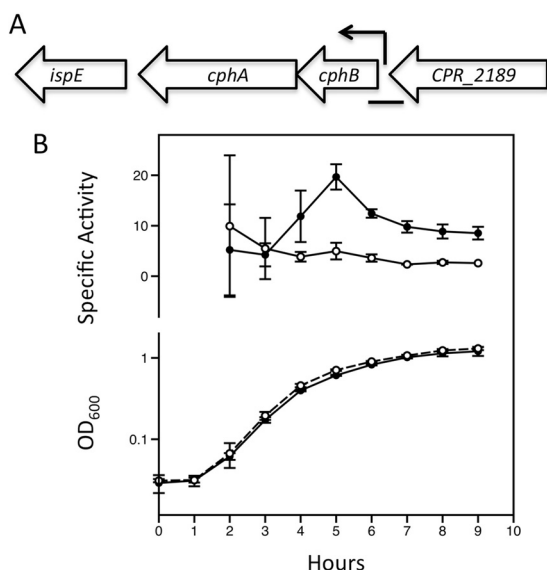 A
ispE
cphA
cphB
CPR_2189
B
Specific Activity
20
10
0
OD600
1
0.1
0 1 2 3 4 5 6 7 8 9 10
Hours